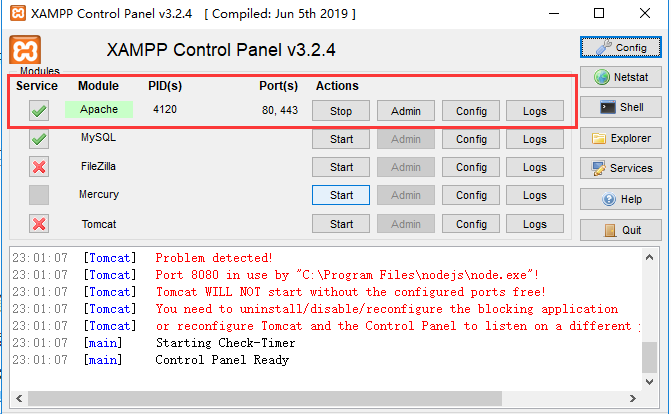 XAMPP Control Panel v3.2.4 [ Compiled: Jun 5th 2019 ]
XAMPP Control Panel v3.2.4
Config
Modules
Service Module PID(s) Port(s) Actions
Netstat
Apache 4120 80, 443 Stop Admin Config Logs
Shell
MySQL Start Admin Config Logs
Explorer
FileZilla Start Admin Config Logs
Services
Mercury Start Admin Config Logs
Help
Tomcat Start Admin Config Logs
Quit
23:01:07 [Tomcat] Problem detected!
23:01:07 [Tomcat] Port 8080 in use by "C:\Program Files\nodejs\node.exe"!
23:01:07 [Tomcat] Tomcat WILL NOT start without the configured ports free!
23:01:07 [Tomcat] You need to uninstall/disable/reconfigure the blocking application
23:01:07 [Tomcat] or reconfigure Tomcat and the Control Panel to listen on a different
23:01:07 [main] Starting Check-Timer
23:01:07 [main] Control Panel Ready